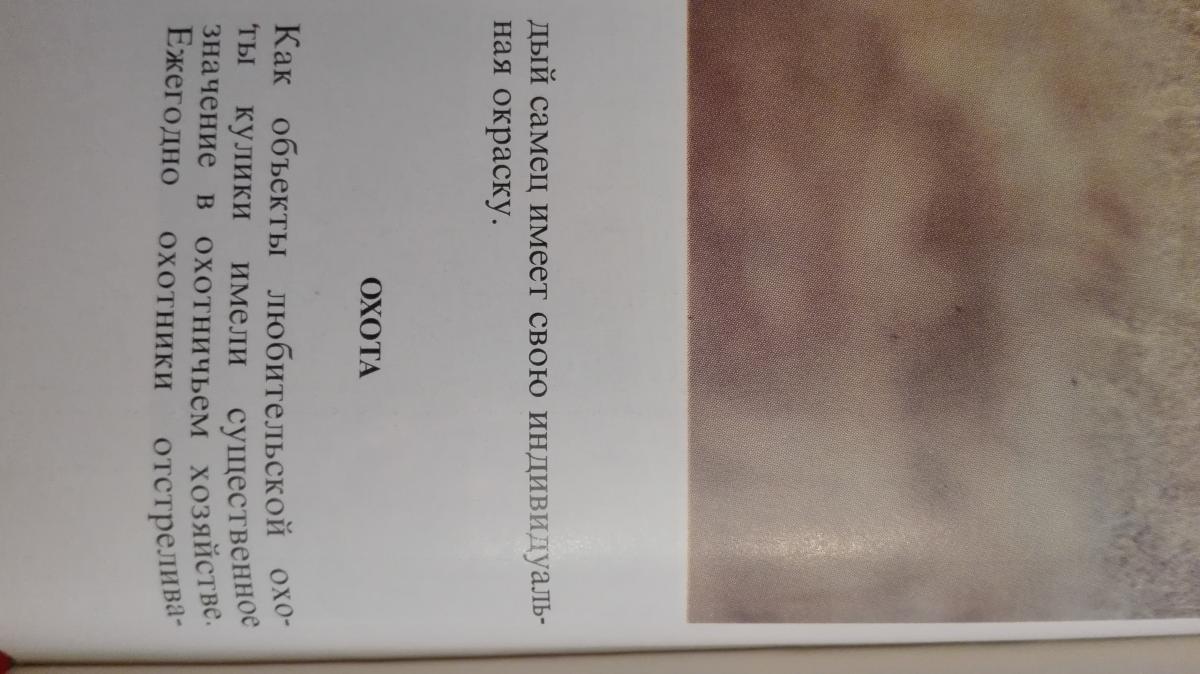 дый самец имеет свою индивидуаль-
ная окраску.
ОХОТА
Как объекты любительской охо-
ты кулики имели существенное
значение в охотничьем хозяйстве.
Ежегодно охотники отстрелива-